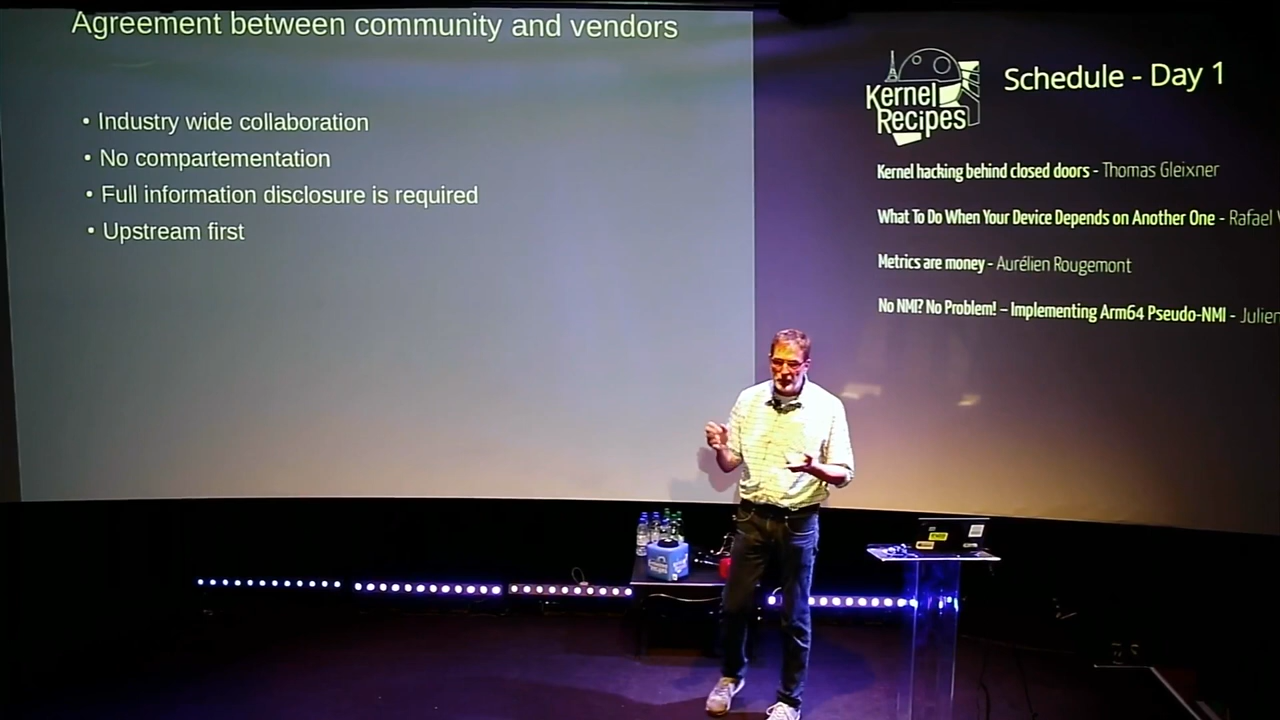 Agreement between community and vendors
• Industry wide collaboration
• No compartementation
• Full information disclosure is required
• Upstream first
Kernel
Recipes
Schedule - Day 1
Kernel hacking behind closed doors - Thomas Gleixner
What To Do When Your Device Depends on Another One - Rafael
Metrics are money - Aurélien Rougemont
No NMI? No Problem! – Implementing Arm64 Pseudo-NMI - Julien